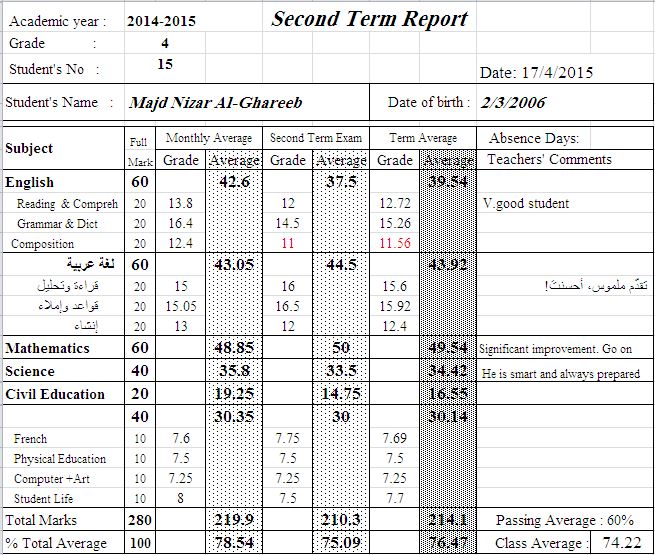 Academic year : 2014-2015 Second Term Report
Grade : 4
Student's No : 15 Date: 17/4/2015
Student's Name : Majd Nizar Al-Ghareeb Date of birth : 2/3/2006
Subject Full Mark Monthly Average Second Term Exam Term Average Absence Days:
Grade Average Grade Average Grade Average Teachers' Comments
English 60 42.6 37.5 39.54
Reading & Compreh 20 13.8 12 12.72 V.good student
Grammar & Dict 20 16.4 14.5 15.26
Composition 20 12.4 11 11.56
لغة عربية 60 43.05 44.5 43.92
قراءة وتحليل 20 15 16 15.6 تقدّم ملموس، أحسنت!
قواعد وإملاء 20 15.05 16.5 15.92
إنشاء 20 13 12 12.4
Mathematics 60 48.85 50 49.54 Significant improvement. Go on
Science 40 35.8 33.5 34.42 He is smart and always prepared
Civil Education 20 19.25 14.75 16.55
40 30.35 30 30.14
French 10 7.6 7.75 7.69
Physical Education 10 7.5 7.5 7.5
Computer +Art 10 7.25 7.25 7.25
Student Life 10 8 7.5 7.7
Total Marks 280 219.9 210.3 214.1 Passing Average : 60%
% Total Average 100 78.54 75.09 76.47 Class Average : 74.22